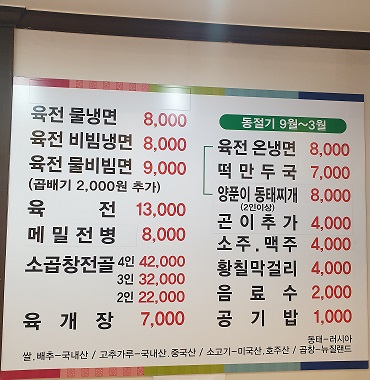 육전 물냉면 8,000
육전 비빔냉면 8,000
육전 물비빔면 9,000
(곱배기 2,000원 추가)
육 전 13,000
메밀전병 8,000
소곱창전골 4인 42,000
3인 32,000
2인 22,000
육 개 장 7,000
동절기 9월~3월
육전 온냉면 8,000
떡 만 두 국 7,000
양푼이 동태찌개 8,000
(2인이상)
곤 이 추 가 4,000
소주.맥주 4,000
황칠막걸리 4,000
음 료 수 2,000
공 기 밥 1,000
동태-러시아
쌀,배추-국내산 / 고추가루-국내산,중국산 / 소고기-미국산,호주산 / 곱창-뉴질랜드